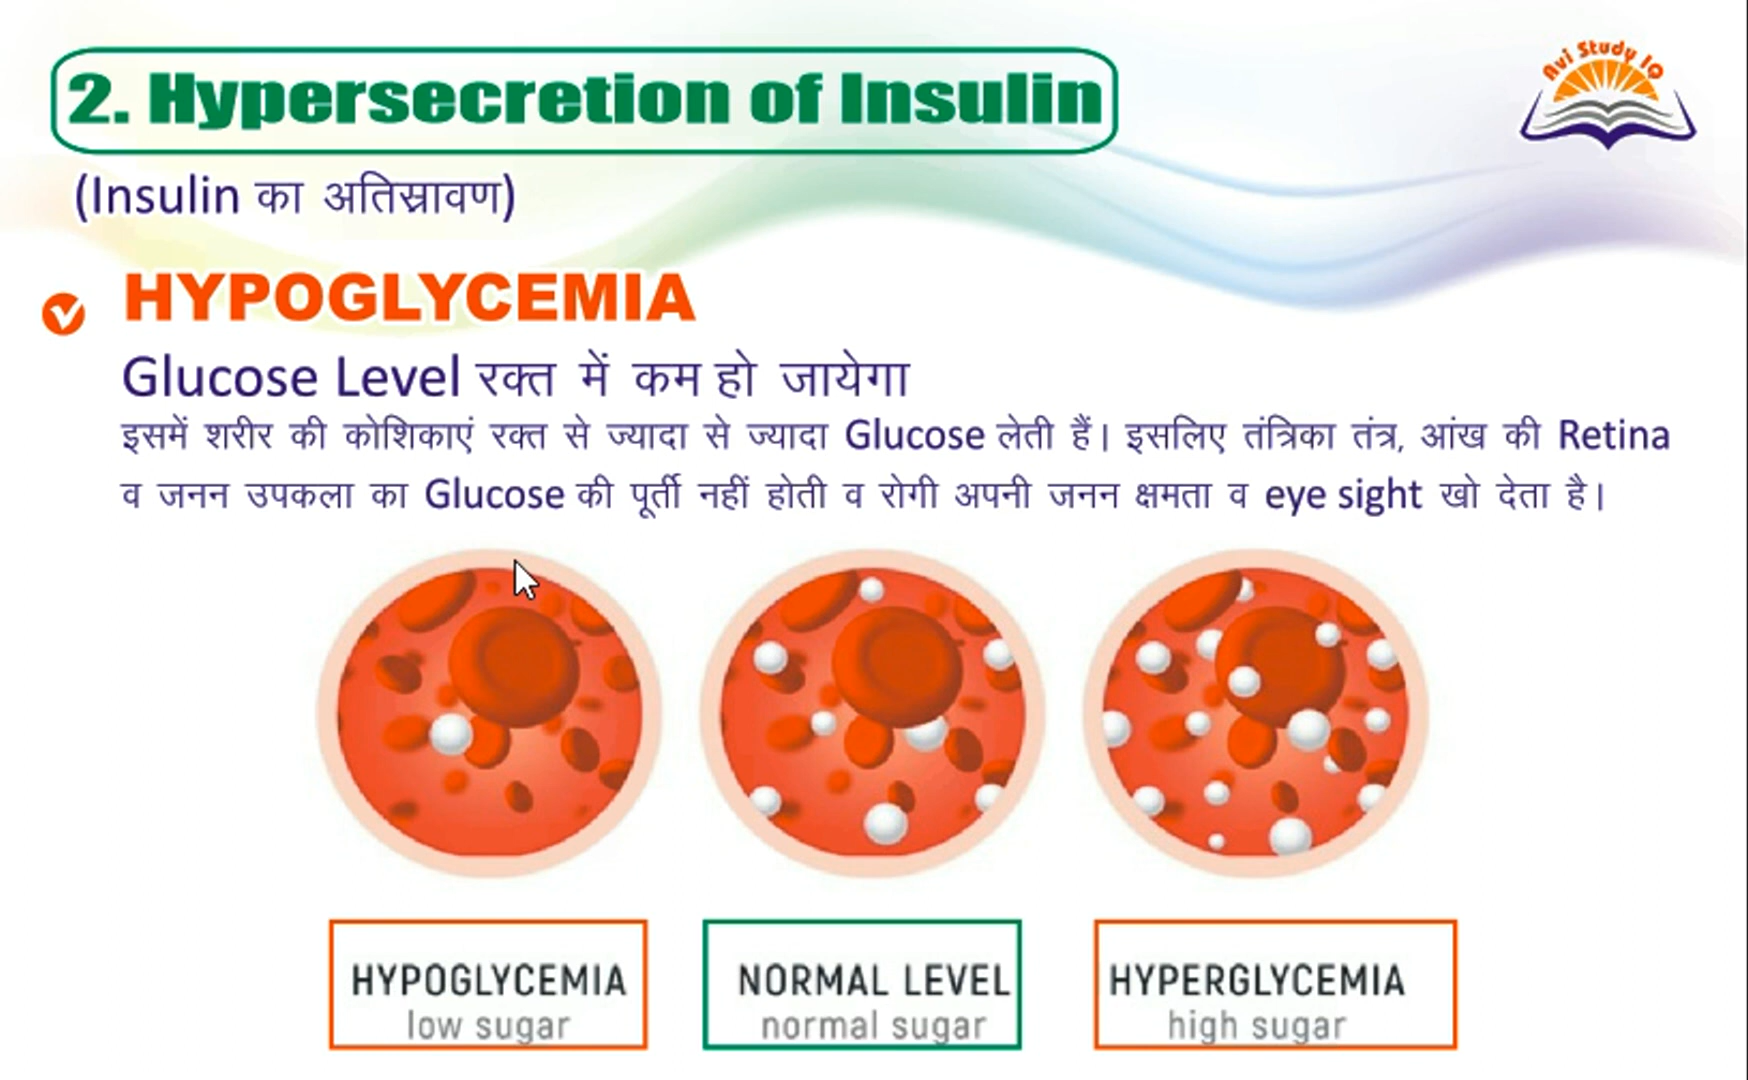 2. Hypersecretion of Insulin
Avi Study IQ
(Insulin का अतिस्रावण)
HYPOGLYCEMIA
Glucose Level रक्त में कम हो जायेगा
इसमें शरीर की कोशिकाएं रक्त से ज्यादा से ज्यादा Glucose लेती हैं। इसलिए तंत्रिका तंत्र, आंख की Retina
व जनन उपकला का Glucose की पूर्ती नहीं होती व रोगी अपनी जनन क्षमता व eye sight खो देता है।
HYPOGLYCEMIA
low sugar
NORMAL LEVEL
normal sugar
HYPERGLYCEMIA
high sugar